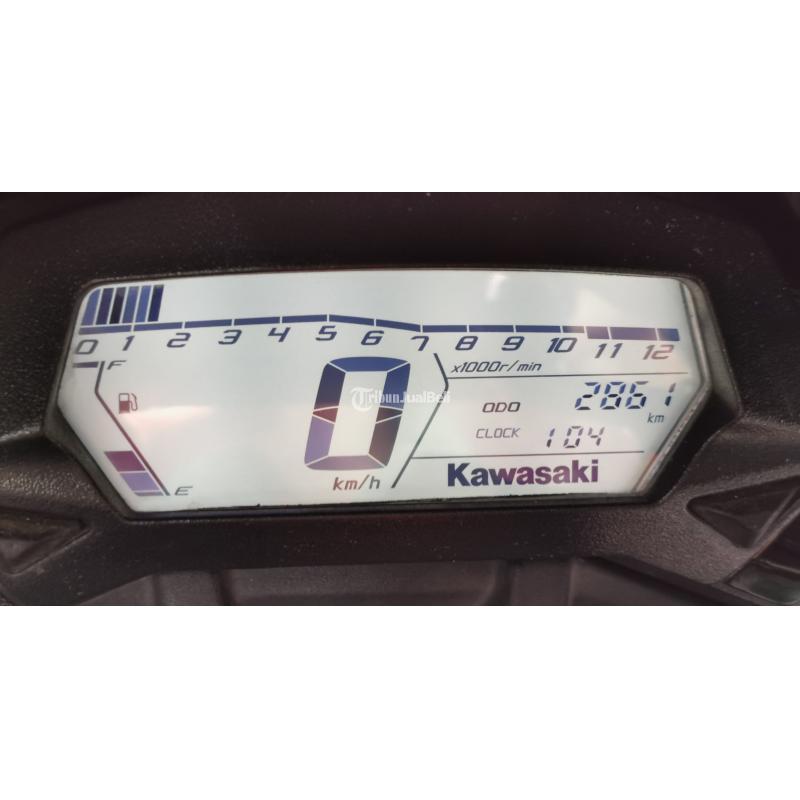 0 1 2 3 4 5 6 7 8 9 10 11 12
x1000r/min
F
0
TribunJualBeli
ODO 2861
km
CLOCK 104
E
km/h
Kawasaki